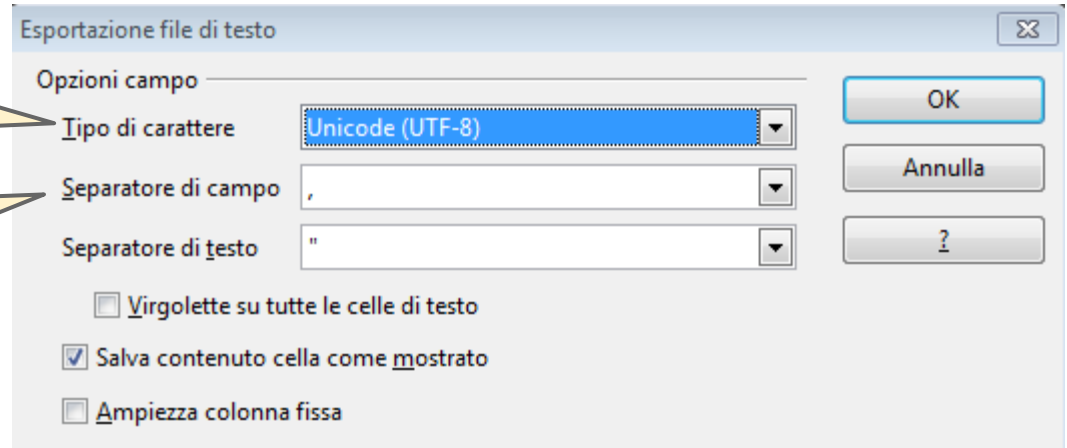 Esportazione file di testo
Opzioni campo
OK
Tipo di carattere
Unicode (UTF-8)
Annulla
Separatore di campo
,
Separatore di testo
"
?
Virgolette su tutte le celle di testo
Salva contenuto cella come mostrato
Ampiezza colonna fissa